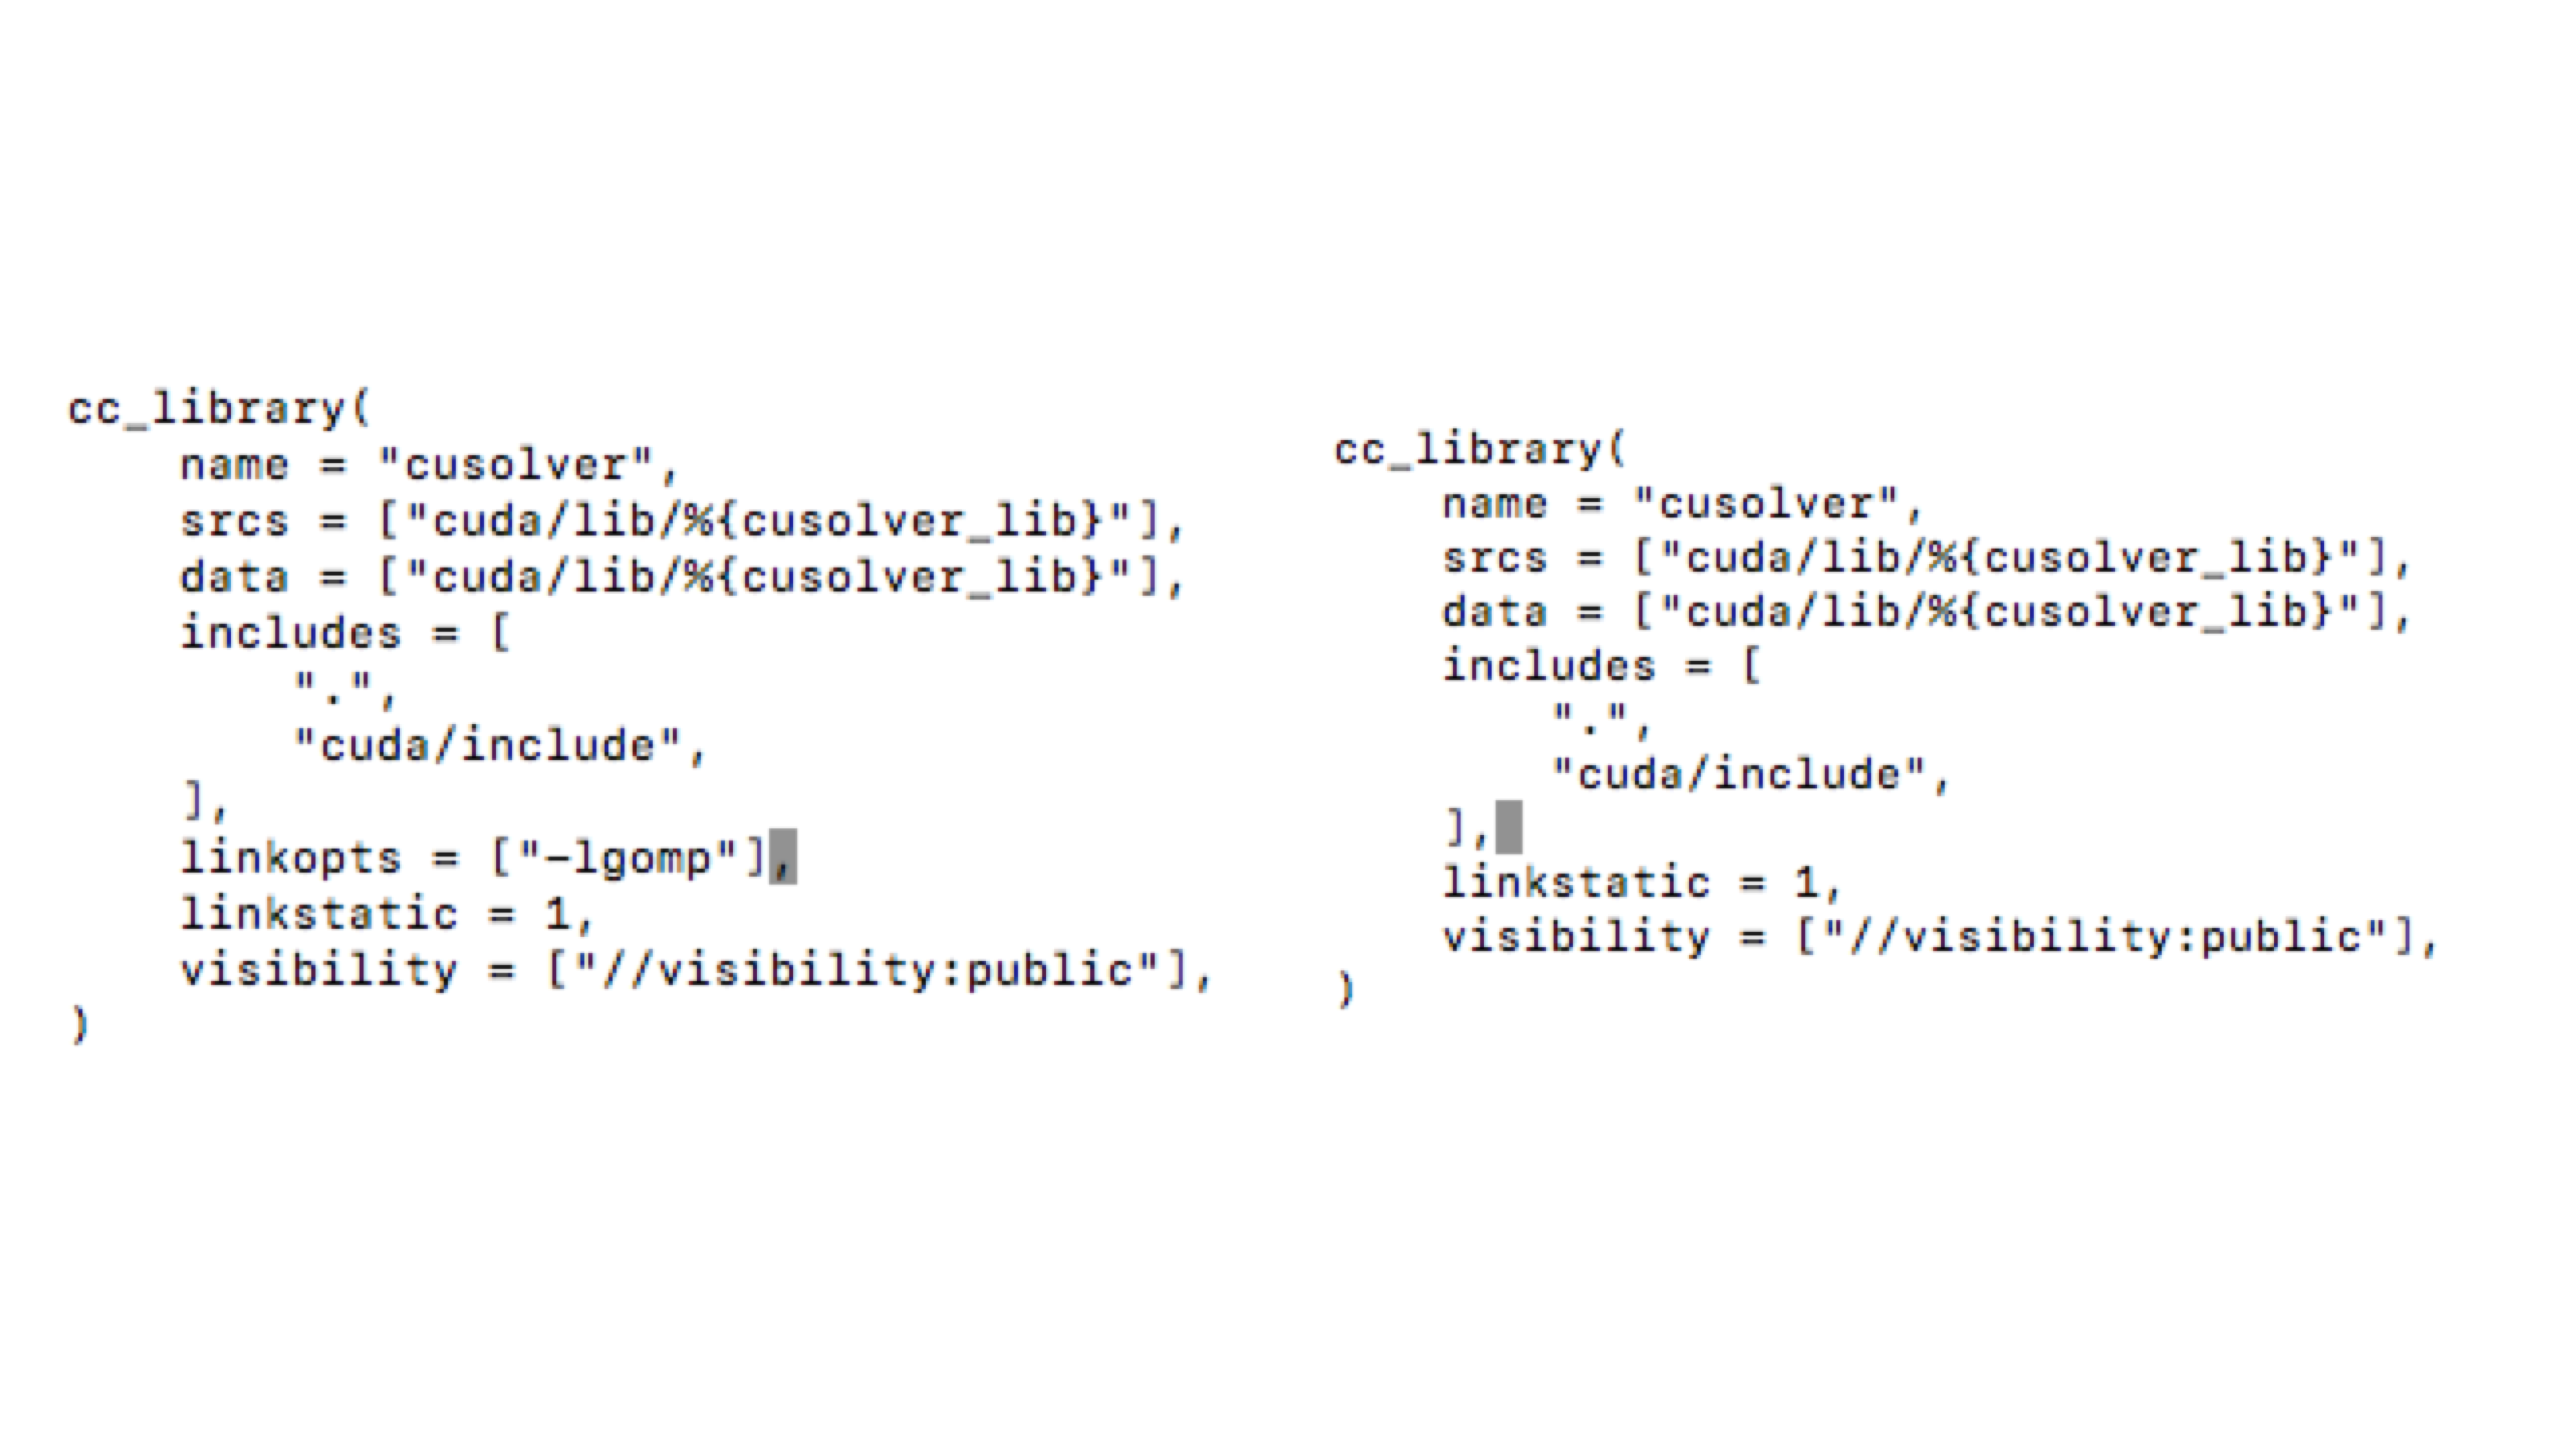 cc_library(
    name = "cusolver",
    srcs = ["cuda/lib/%{cusolver_lib}"],
    data = ["cuda/lib/%{cusolver_lib}"],
    includes = [
        ".",
        "cuda/include",
    ],
    linkopts = ["-lgomp"],
    linkstatic = 1,
    visibility = ["//visibility:public"],
)
cc_library(
    name = "cusolver",
    srcs = ["cuda/lib/%{cusolver_lib}"],
    data = ["cuda/lib/%{cusolver_lib}"],
    includes = [
        ".",
        "cuda/include",
    ],
    linkstatic = 1,
    visibility = ["//visibility:public"],
)